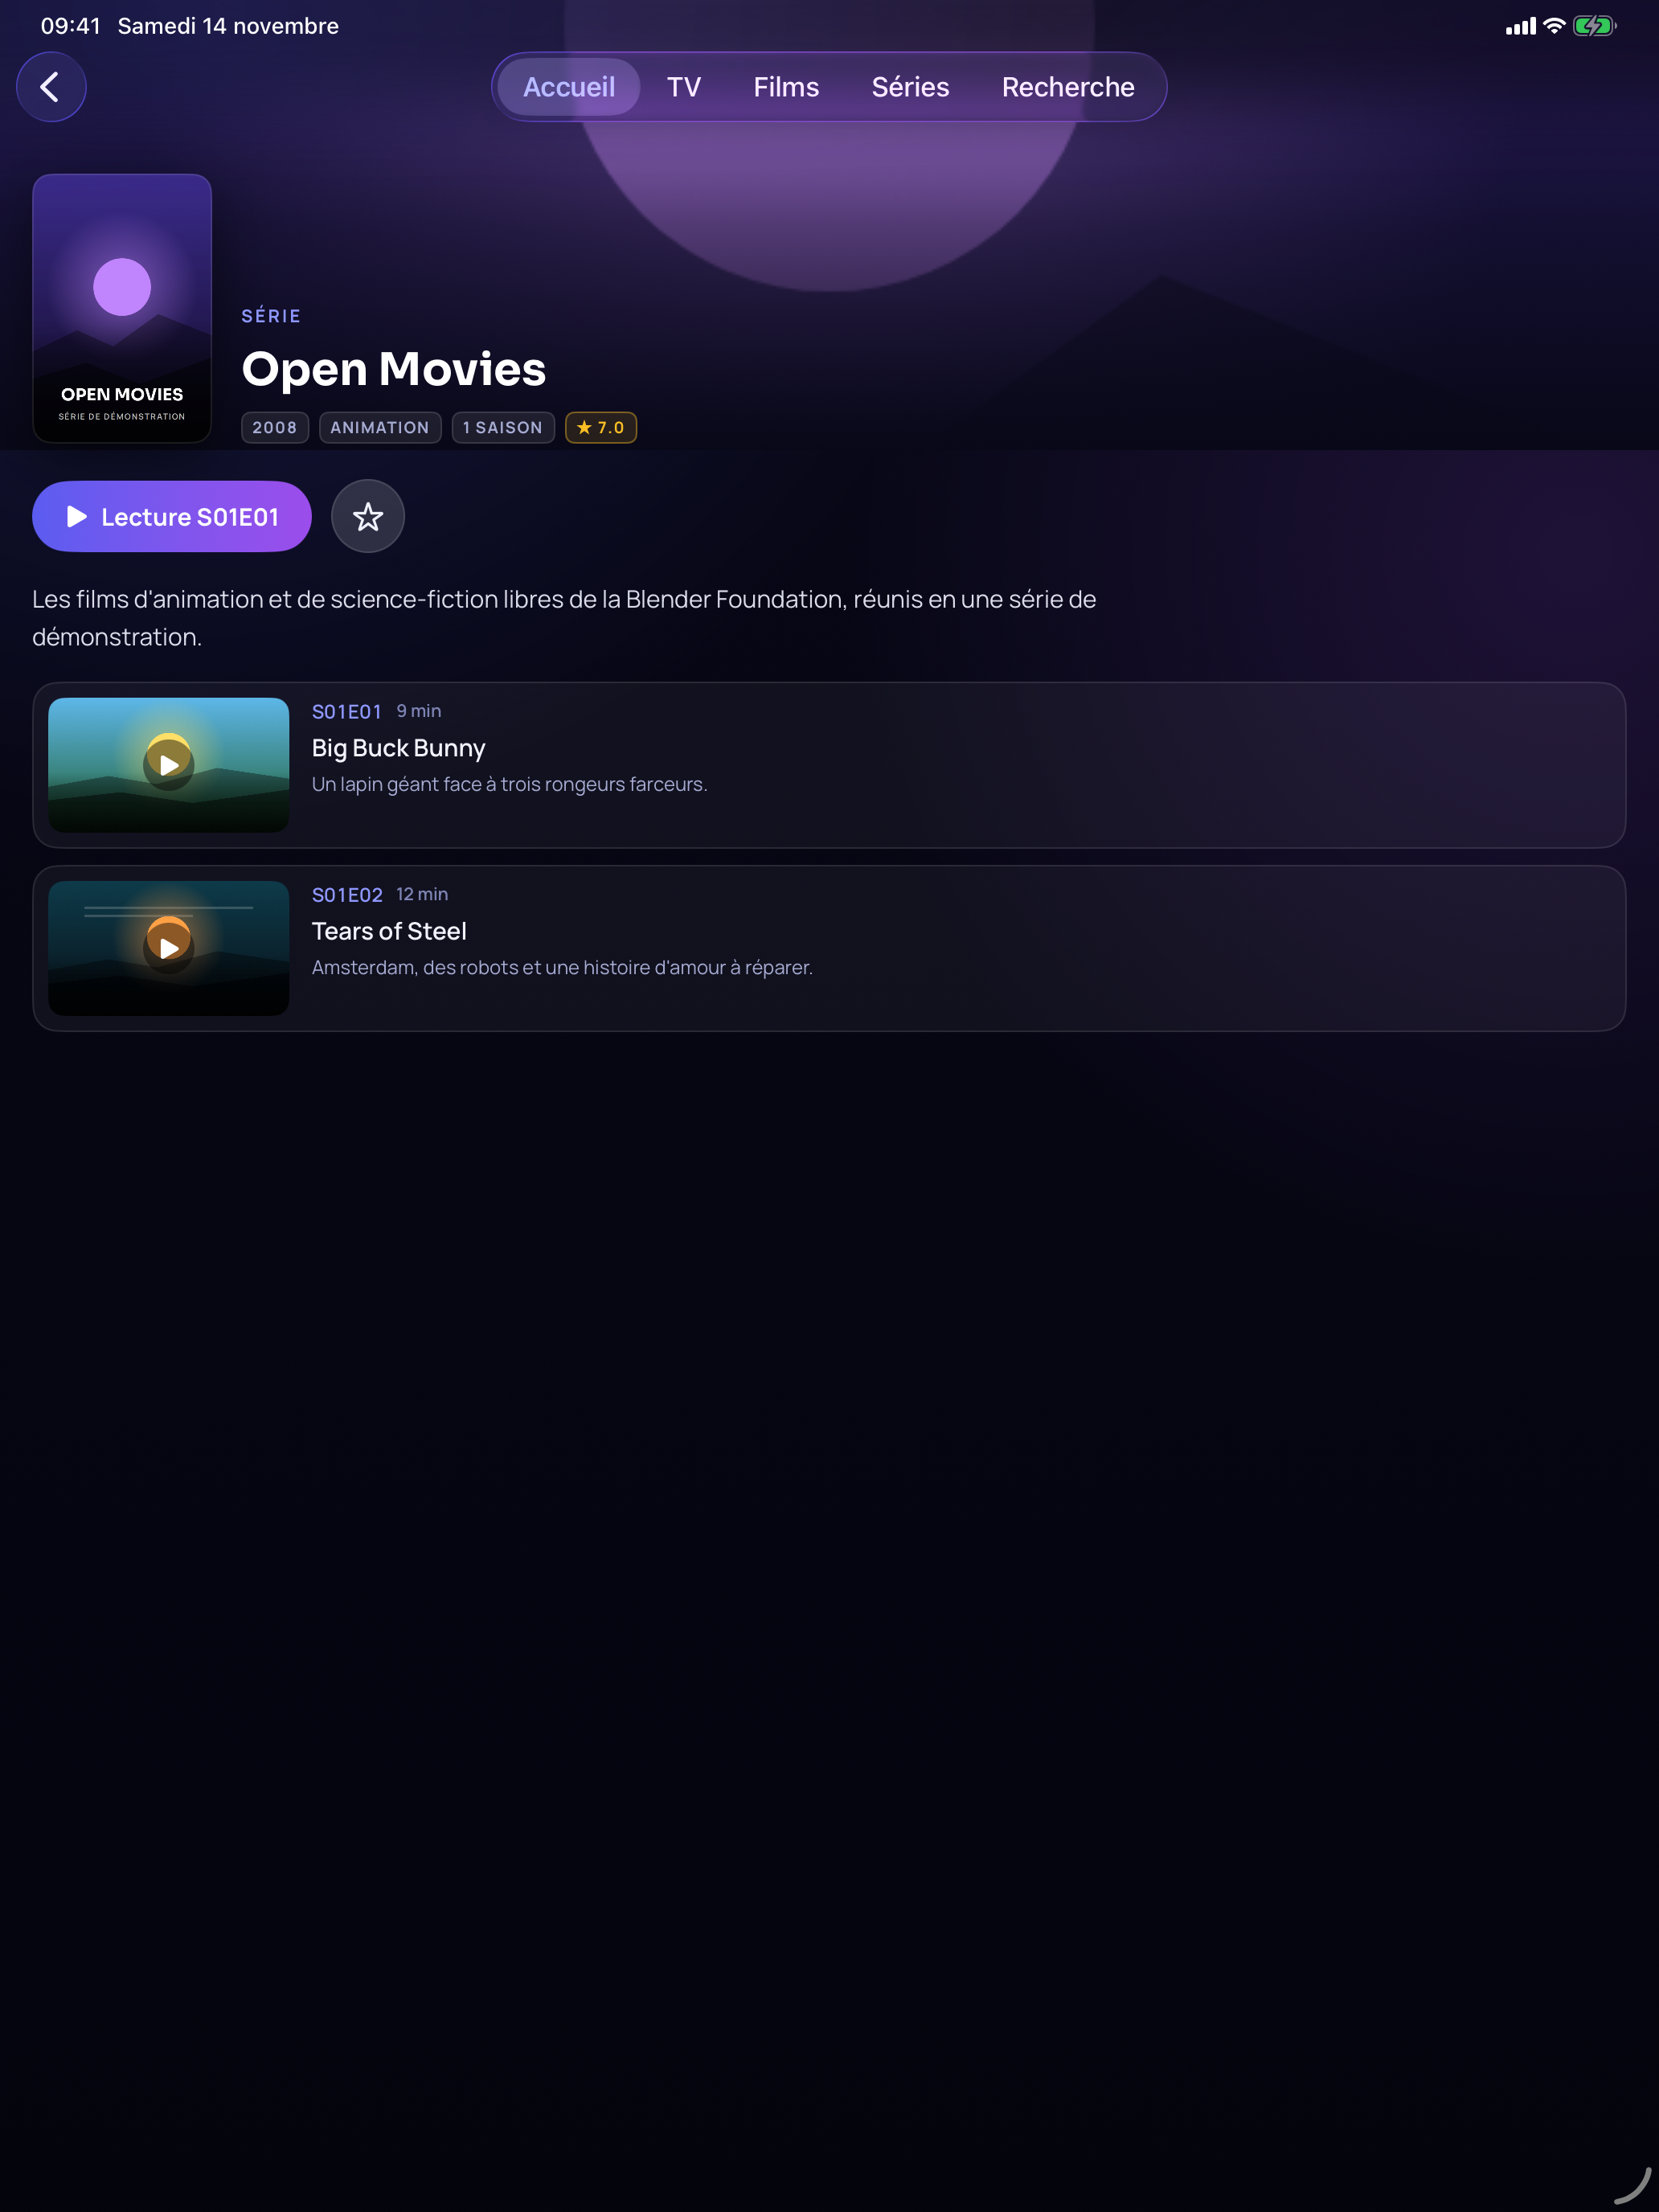 09:41 Samedi 14 novembre
Accueil TV Films Séries Recherche
OPEN MOVIES
SÉRIE DE DÉMONSTRATION
SÉRIE
Open Movies
2008 ANIMATION 1 SAISON ★ 7.0
Lecture S01E01
Les films d'animation et de science-fiction libres de la Blender Foundation, réunis en une série de
démonstration.
S01E01 9 min
Big Buck Bunny
Un lapin géant face à trois rongeurs farceurs.
S01E02 12 min
Tears of Steel
Amsterdam, des robots et une histoire d'amour à réparer.